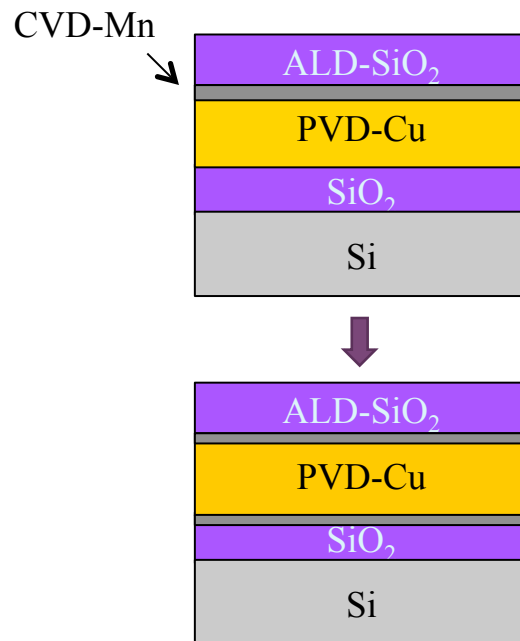 CVD-Mn
ALD-SiO₂
PVD-Cu
SiO₂
Si
ALD-SiO₂
PVD-Cu
SiO₂
Si